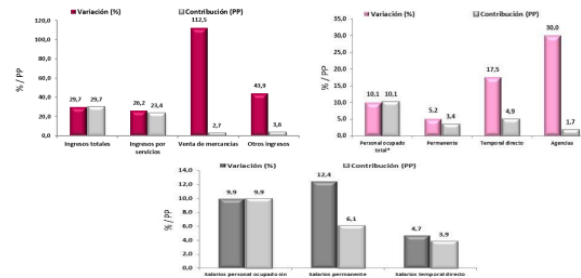 Variación (%) Contribución (PP)
112,5
120,0
100,0
80,0
60,0
40,0
20,0
0,0
% / PP
29,7 29,7
26,2 23,4
2,7
43,9
3,6
Ingresos totales
Ingresos por servicios
Venta de mercancías
Otros ingresos
Variación (%) Contribución (PP)
35,0
30,0
25,0
20,0
15,0
10,0
5,0
0,0
% / PP
10,1 10,1
5,2 3,4
17,5 4,9
30,0
1,7
Personal ocupado total*
Permanente
Temporal directo
Agencias
Variación (%) Contribución (PP)
14,0
12,0
10,0
8,0
6,0
4,0
2,0
0,0
% / PP
9,9 9,9
12,4
6,1
4,7 3,9
Salarios personal ocupado sin
Salarios permanente
Salarios temporal directo